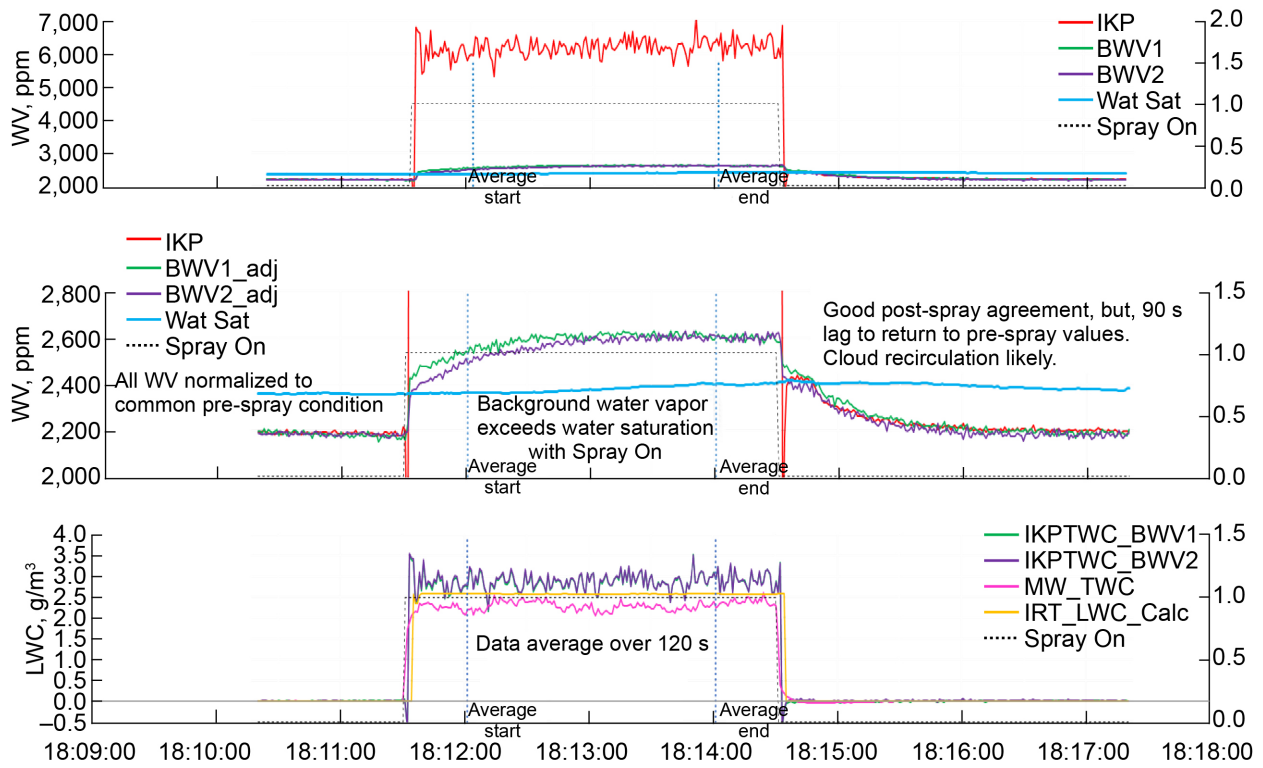 7,000
6,000
5,000
4,000
3,000
2,000
WV, ppm
2.0
1.5
1.0
0.5
0.0
IKP
BWV1
BWV2
Wat Sat
Spray On
Average
start
Average
end
IKP
BWV1_adj
BWV2_adj
Wat Sat
Spray On
2,800
2,600
2,400
2,200
2,000
WV, ppm
1.5
1.0
0.5
0.0
All WV normalized to
common pre-spray condition
Background water vapor
exceeds water saturation
with Spray On
Good post-spray agreement, but, 90 s
lag to return to pre-spray values.
Cloud recirculation likely.
Average
start
Average
end
4.0
3.5
3.0
2.5
2.0
1.5
1.0
0.5
0.0
–0.5
LWC, g/m³
1.5
1.0
0.5
0.0
IKPTWC_BWV1
IKPTWC_BWV2
MW_TWC
IRT_LWC_Calc
Spray On
Data average over 120 s
Average
start
Average
end
18:09:00
18:10:00
18:11:00
18:12:00
18:13:00
18:14:00
18:15:00
18:16:00
18:17:00
18:18:00